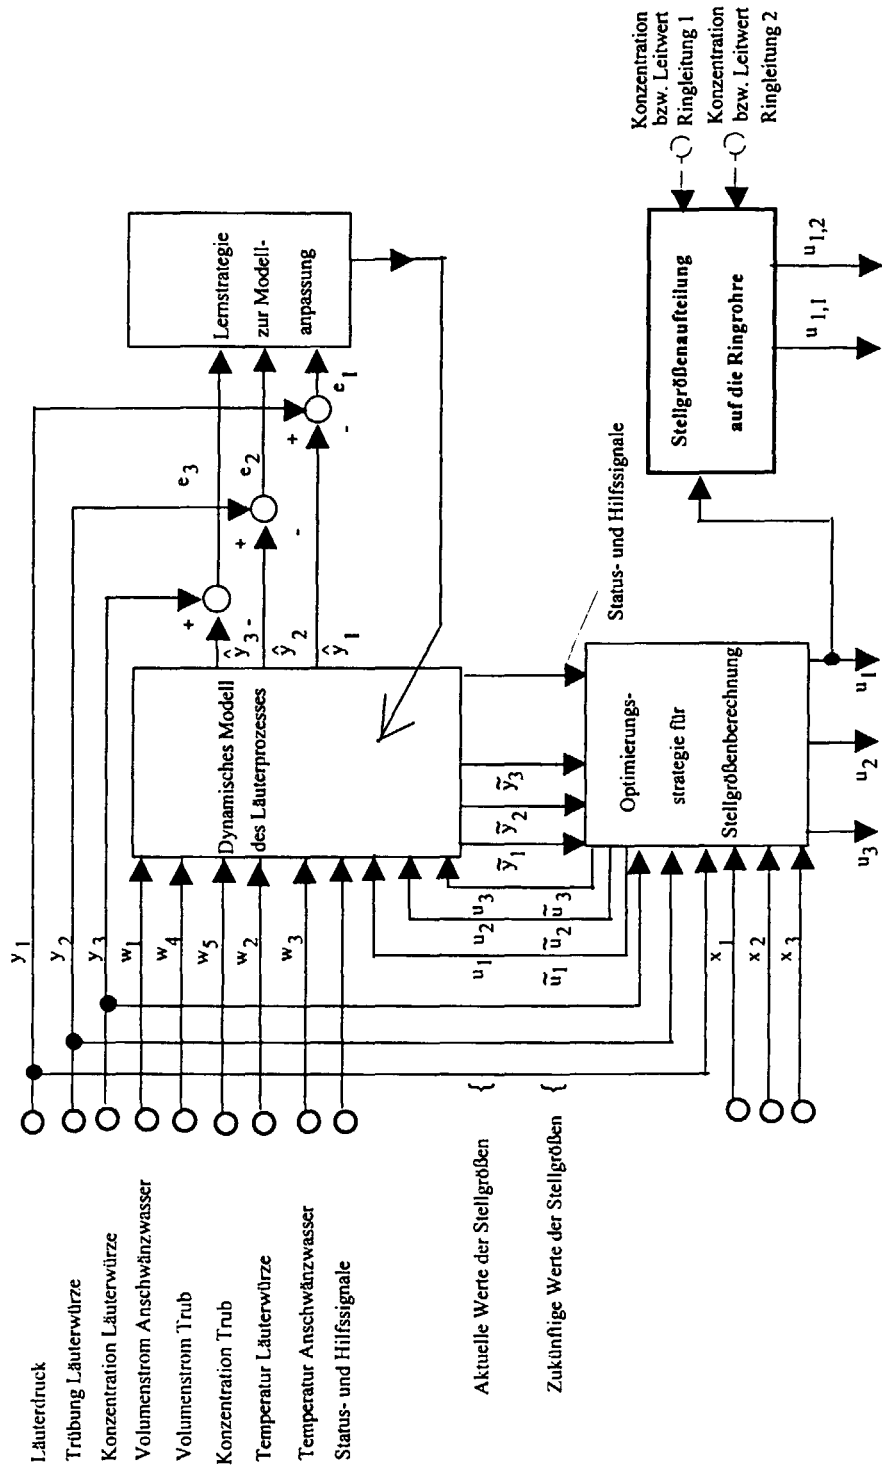 Läuterdruck
y1
Trübung Läuterwürze
y2
Konzentration Läuterwürze
y3
Volumenstrom Anschwänzwasser
w1
Volumenstrom Trub
w4
Konzentration Trub
w5
Temperatur Läuterwürze
w2
Temperatur Anschwänzwasser
w3
Status- und Hilfssignale
Dynamisches Modell
des Läuterprozesses
ŷ3
ŷ2
ŷ1
+
-
+
-
+
-
e3
e2
e1
Lernstrategie
zur Modell-
anpassung
Aktuelle Werte der Stellgrößen { u1 u2 u3
Zukünftige Werte der Stellgrößen { ũ1 ũ2 ũ3
ỹ1 ỹ2 ỹ3
Status- und Hilfssignale
Optimierungs-
strategie für
Stellgrößenberechnung
x1
x2
x3
u3
u2
u1
Stellgrößenaufteilung
auf die Ringrohre
Konzentration
bzw. Leitwert
Ringleitung 1
Konzentration
bzw. Leitwert
Ringleitung 2
u1,1
u1,2